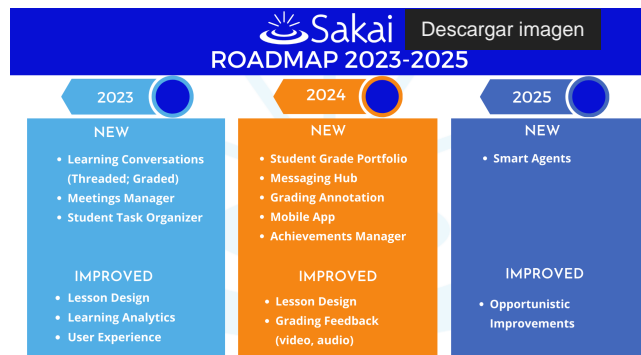 Sakai
Descargar imagen
ROADMAP 2023-2025
2023
NEW
• Learning Conversations
(Threaded; Graded)
• Meetings Manager
• Student Task Organizer
IMPROVED
• Lesson Design
• Learning Analytics
• User Experience
2024
NEW
• Student Grade Portfolio
• Messaging Hub
• Grading Annotation
• Mobile App
• Achievements Manager
IMPROVED
• Lesson Design
• Grading Feedback
(video, audio)
2025
NEW
• Smart Agents
IMPROVED
• Opportunistic
Improvements